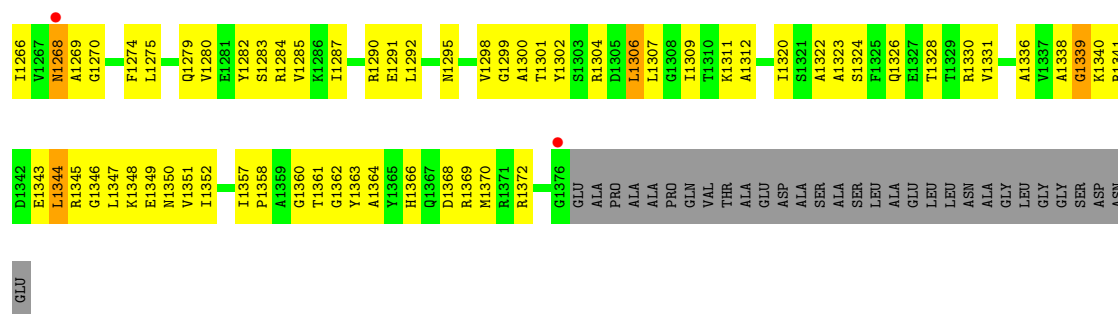 I1266 V1267 N1268 A1269 G1270 F1274 L1275 Q1279 V1280 E1281 Y1282 S1283 R1284 V1285 K1286 I1287 R1290 E1291 L1292 N1295 V1298 G1299 A1300 T1301 Y1302 S1303 R1304 D1305 L1306 L1307 G1308 I1309 T1310 K1311 A1312 I1320 S1321 A1322 A1323 S1324 F1325 Q1326 E1327 T1328 T1329 R1330 V1331 A1336 V1337 A1338 G1339 K1340
D1342 E1343 L1344 R1345 G1346 L1347 K1348 E1349 N1350 V1351 I1352 I1357 P1358 A1359 G1360 T1361 G1362 Y1363 A1364 Y1365 H1366 Q1367 D1368 R1369 M1370 R1371 R1372 G1376 GLU ALA PRO ALA ALA PRO GLN VAL THR ALA GLU ASP ALA SER ALA SER LEU ALA GLU LEU LEU ASN ALA GLY LEU GLY GLY SER ASP ASN
GLU